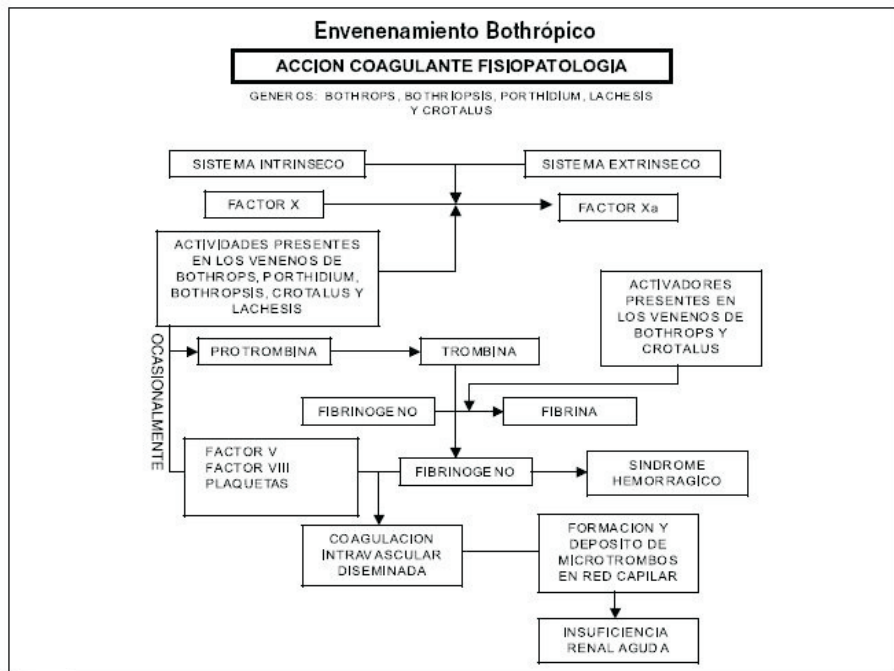 Envenenamiento Bothrópico
ACCION COAGULANTE FISIOPATOLOGIA
GENEROS: BOTHROPS, BOTHRIOPSIS, PORTHIDIUM, LACHESIS
Y CROTALUS
SISTEMA INTRINSECO
SISTEMA EXTRINSECO
FACTOR X
FACTOR Xa
ACTIVIDADES PRESENTES
EN LOS VENENOS DE
BOTHROPS, PORTHIDIUM,
BOTHROPSIS, CROTALUS Y
LACHESIS
ACTIVADORES
PRESENTES EN
LOS VENENOS DE
BOTHROPS Y
CROTALUS
OCASIONALMENTE
PROTROMBINA
TROMBINA
FIBRINOGENO
FIBRINA
FACTOR V
FACTOR VIII
PLAQUETAS
FIBRINOGENO
SINDROME
HEMORRAGICO
COAGULACION
INTRAVASCULAR
DISEMINADA
FORMACION Y
DEPOSITO DE
MICROTROMBOS
EN RED CAPILAR
INSUFICIENCIA
RENAL AGUDA